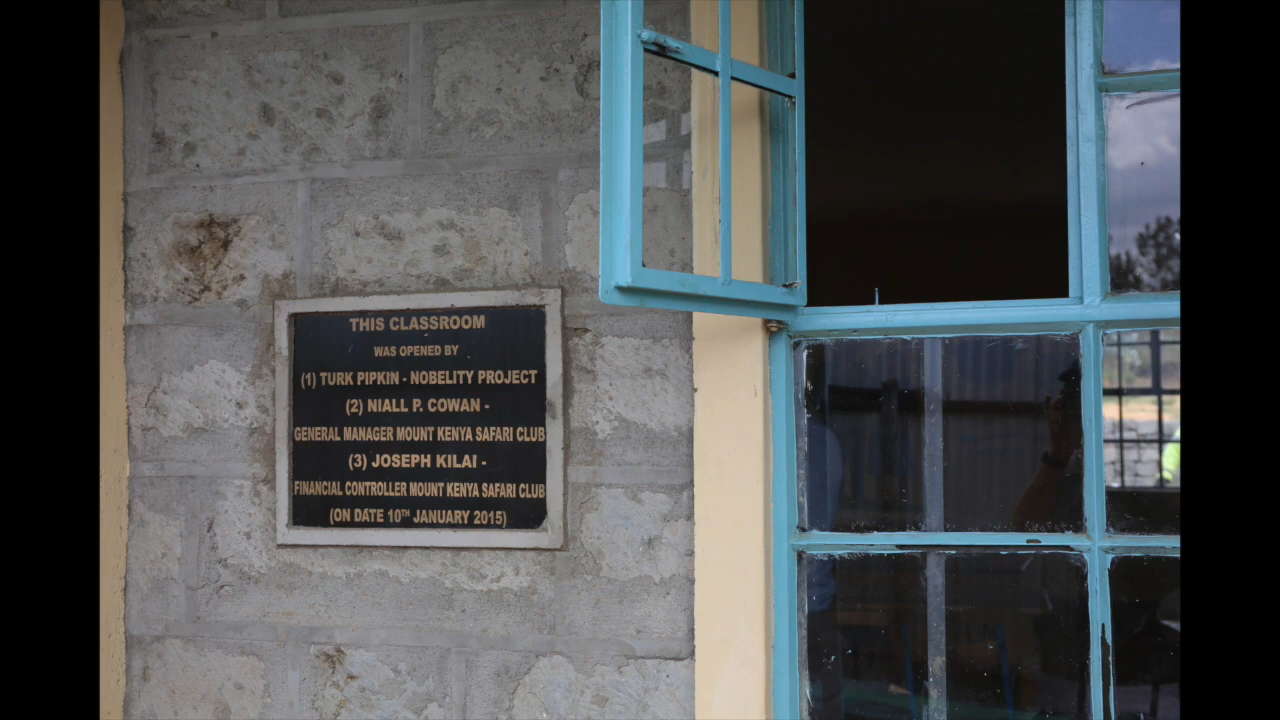 THIS CLASSROOM
WAS OPENED BY
(1) TURK PIPKIN - NOBELITY PROJECT
(2) NIALL P. COWAN -
GENERAL MANAGER MOUNT KENYA SAFARI CLUB
(3) JOSEPH KILAI -
FINANCIAL CONTROLLER MOUNT KENYA SAFARI CLUB
(ON DATE 10TH JANUARY 2015)